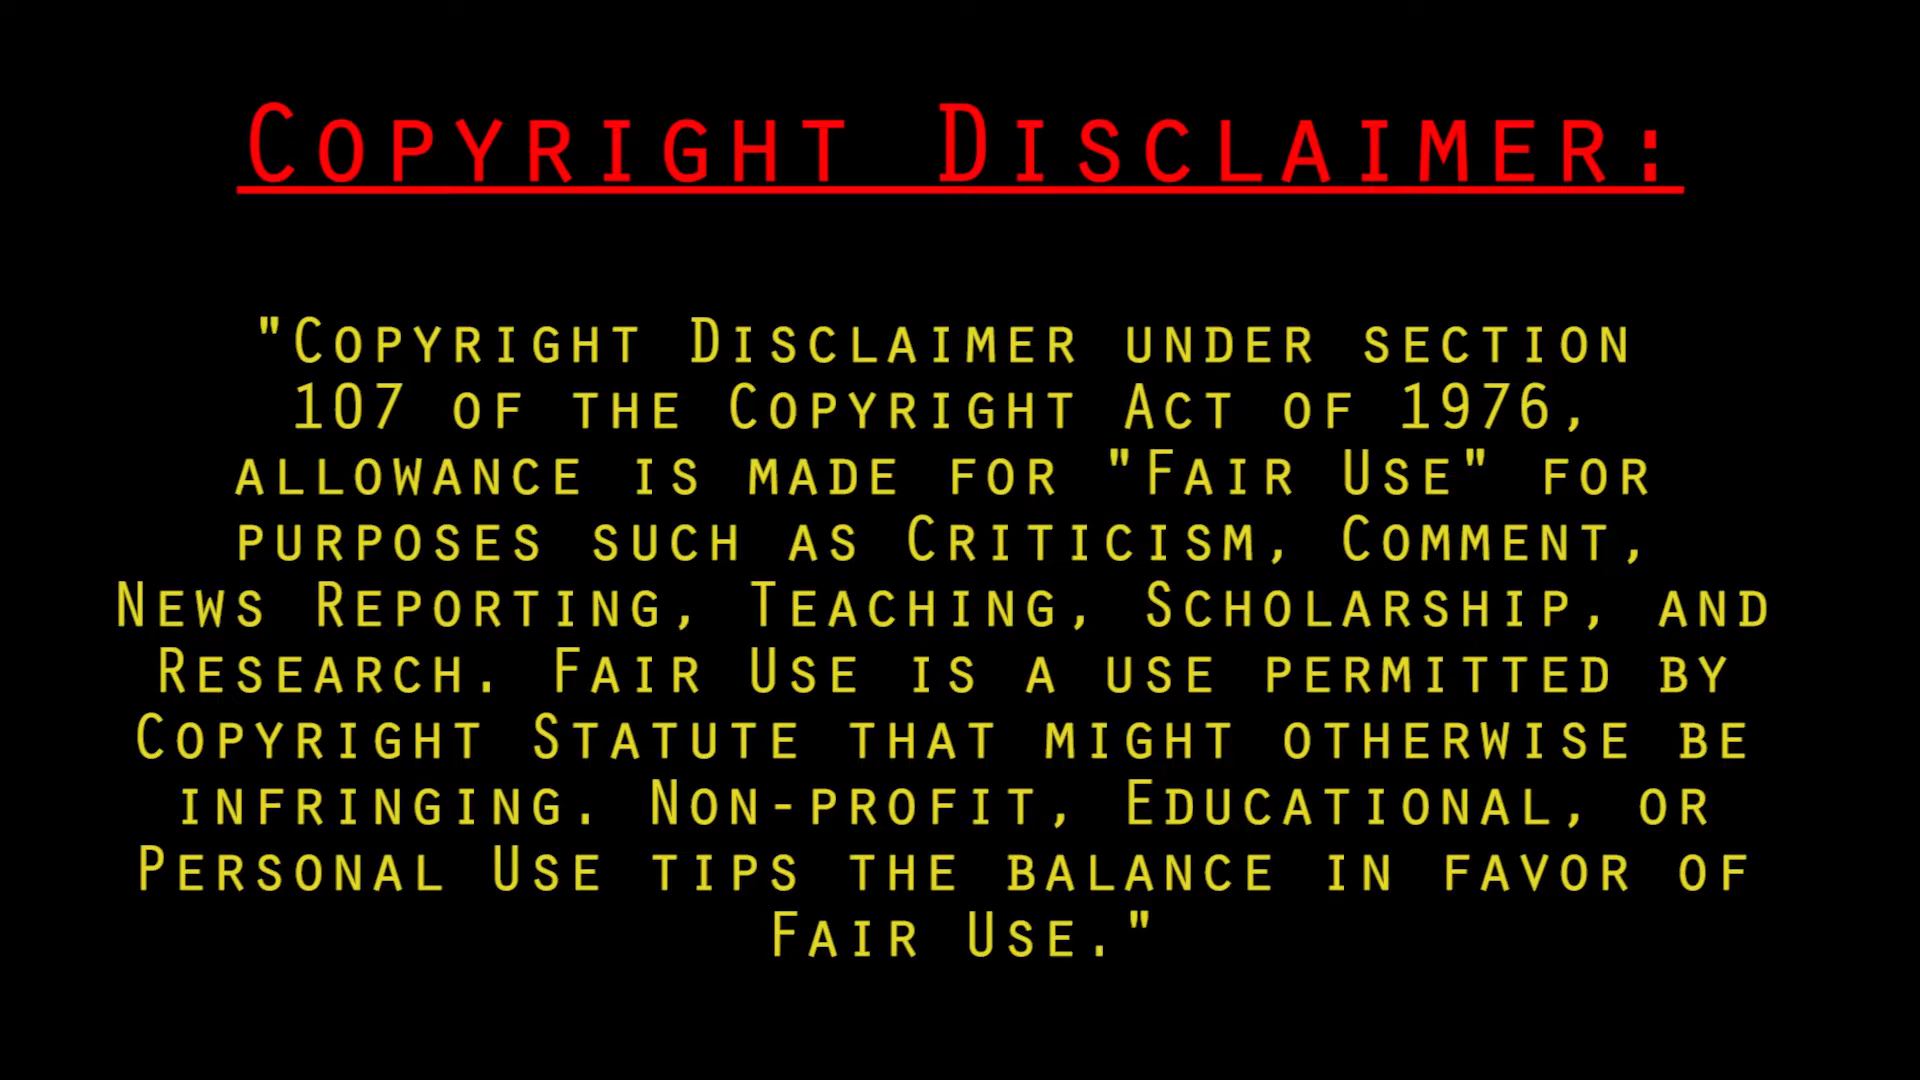 Copyright Disclaimer:
"Copyright Disclaimer under section
107 of the Copyright Act of 1976,
allowance is made for "Fair Use" for
purposes such as Criticism, Comment,
News Reporting, Teaching, Scholarship, and
Research. Fair Use is a use permitted by
Copyright Statute that might otherwise be
infringing. Non-profit, Educational, or
Personal Use tips the balance in favor of
Fair Use."